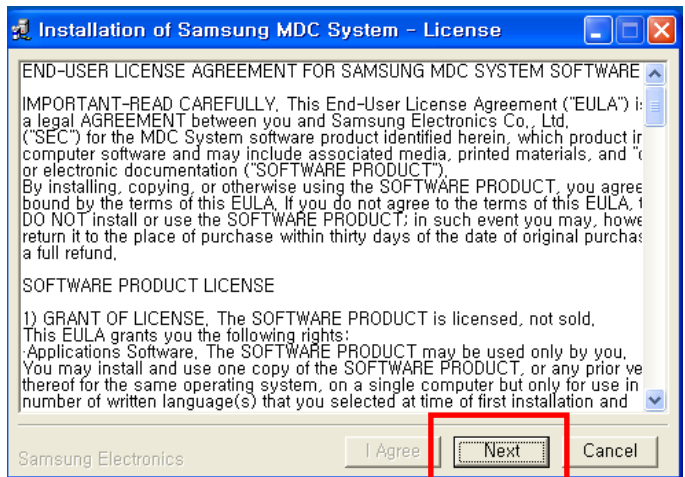 Installation of Samsung MDC System - License
END-USER LICENSE AGREEMENT FOR SAMSUNG MDC SYSTEM SOFTWARE
IMPORTANT-READ CAREFULLY, This End-User License Agreement ("EULA") i
a legal AGREEMENT between you and Samsung Electronics Co,, Ltd,
("SEC") for the MDC System software product identified herein, which product ir
computer software and may include associated media, printed materials, and
or electronic documentation ("SOFTWARE PRODUCT"),
By installing, copying, or otherwise using the SOFTWARE PRODUCT, you agree
bound by the terms of this EULA, If you do not agree to the terms of this EULA, t
DO NOT install or use the SOFTWARE PRODUCT; in such event you may, howe
return it to the place of purchase within thirty days of the date of original purchas
a full refund,
SOFTWARE PRODUCT LICENSE
1) GRANT OF LICENSE, The SOFTWARE PRODUCT is licensed, not sold,
This EULA grants you the following rights:
·Applications Software, The SOFTWARE PRODUCT may be used only by you,
You may install and use one copy of the SOFTWARE PRODUCT, or any prior ve
thereof for the same operating system, on a single computer but only for use in
number of written language(s) that you selected at time of first installation and
Samsung Electronics
I Agree
Next
Cancel